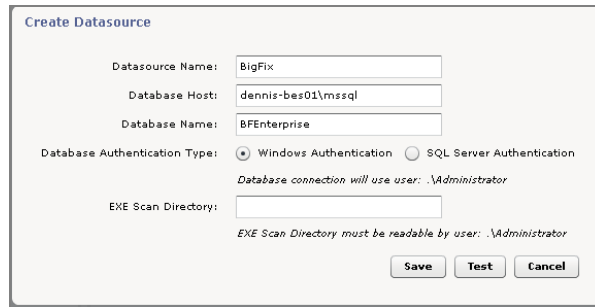 Create Datasource
Datasource Name: BigFix
Database Host: dennis-bes01\mssql
Database Name: BFEnterprise
Database Authentication Type: Windows Authentication SQL Server Authentication
Database connection will use user: .\Administrator
EXE Scan Directory:
EXE Scan Directory must be readable by user: .\Administrator
Save Test Cancel